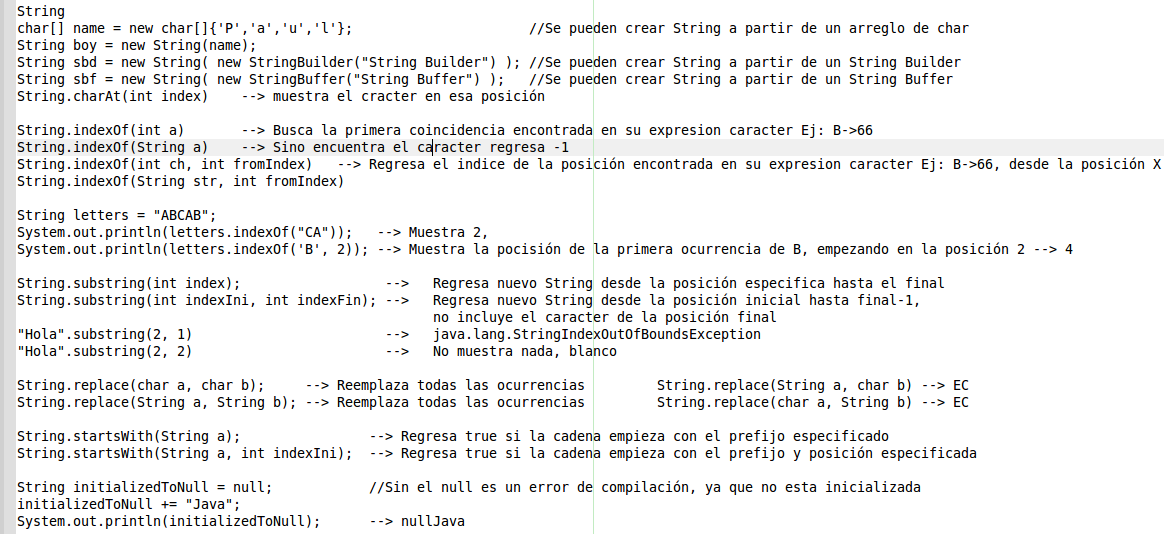 String
char[] name = new char[]{'P','a','u','l'};                      //Se pueden crear String a partir de un arreglo de char
String boy = new String(name);
String sbd = new String( new StringBuilder("String Builder") ); //Se pueden crear String a partir de un String Builder
String sbf = new String( new StringBuffer("String Buffer") );   //Se pueden crear String a partir de un String Buffer
String.charAt(int index)    --> muestra el cracter en esa posición
String.indexOf(int a)       --> Busca la primera coincidencia encontrada en su expresion caracter Ej: B->66
String.indexOf(String a)    --> Sino encuentra el caracter regresa -1
String.indexOf(int ch, int fromIndex)   --> Regresa el indice de la posición encontrada en su expresion caracter Ej: B->66, desde la posición X
String.indexOf(String str, int fromIndex)
String letters = "ABCAB";
System.out.println(letters.indexOf("CA"));   --> Muestra 2,
System.out.println(letters.indexOf('B', 2)); --> Muestra la pocisión de la primera ocurrencia de B, empezando en la posición 2 --> 4
String.substring(int index);                  -->   Regresa nuevo String desde la posición especifica hasta el final
String.substring(int indexIni, int indexFin); -->   Regresa nuevo String desde la posición inicial hasta final-1,
no incluye el caracter de la posición final
"Hola".substring(2, 1)                        -->   java.lang.StringIndexOutOfBoundsException
"Hola".substring(2, 2)                        -->   No muestra nada, blanco
String.replace(char a, char b);     --> Reemplaza todas las ocurrencias         String.replace(String a, char b) --> EC
String.replace(String a, String b); --> Reemplaza todas las ocurrencias         String.replace(char a, String b) --> EC
String.startsWith(String a);                --> Regresa true si la cadena empieza con el prefijo especificado
String.startsWith(String a, int indexIni);  --> Regresa true si la cadena empieza con el prefijo y posición especificada
String initializedToNull = null;            //Sin el null es un error de compilación, ya que no esta inicializada
initializedToNull += "Java";
System.out.println(initializedToNull);      --> nullJava